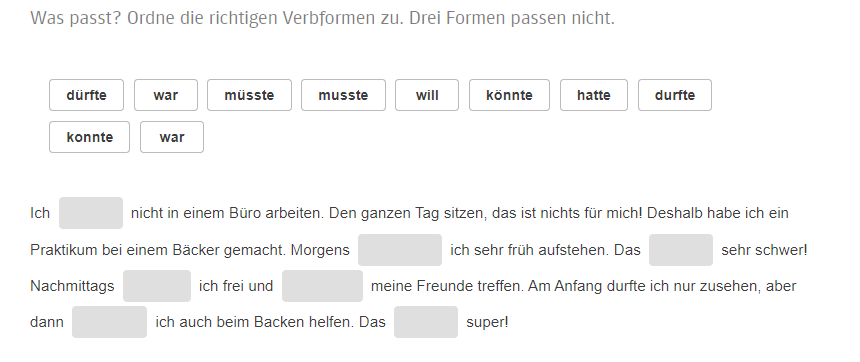 Was passt? Ordne die richtigen Verbformen zu. Drei Formen passen nicht.
dürfte war müsste musste will könnte hatte durfte
konnte war
Ich nicht in einem Büro arbeiten. Den ganzen Tag sitzen, das ist nichts für mich! Deshalb habe ich ein
Praktikum bei einem Bäcker gemacht. Morgens ich sehr früh aufstehen. Das sehr schwer!
Nachmittags ich frei und meine Freunde treffen. Am Anfang durfte ich nur zusehen, aber
dann ich auch beim Backen helfen. Das super!